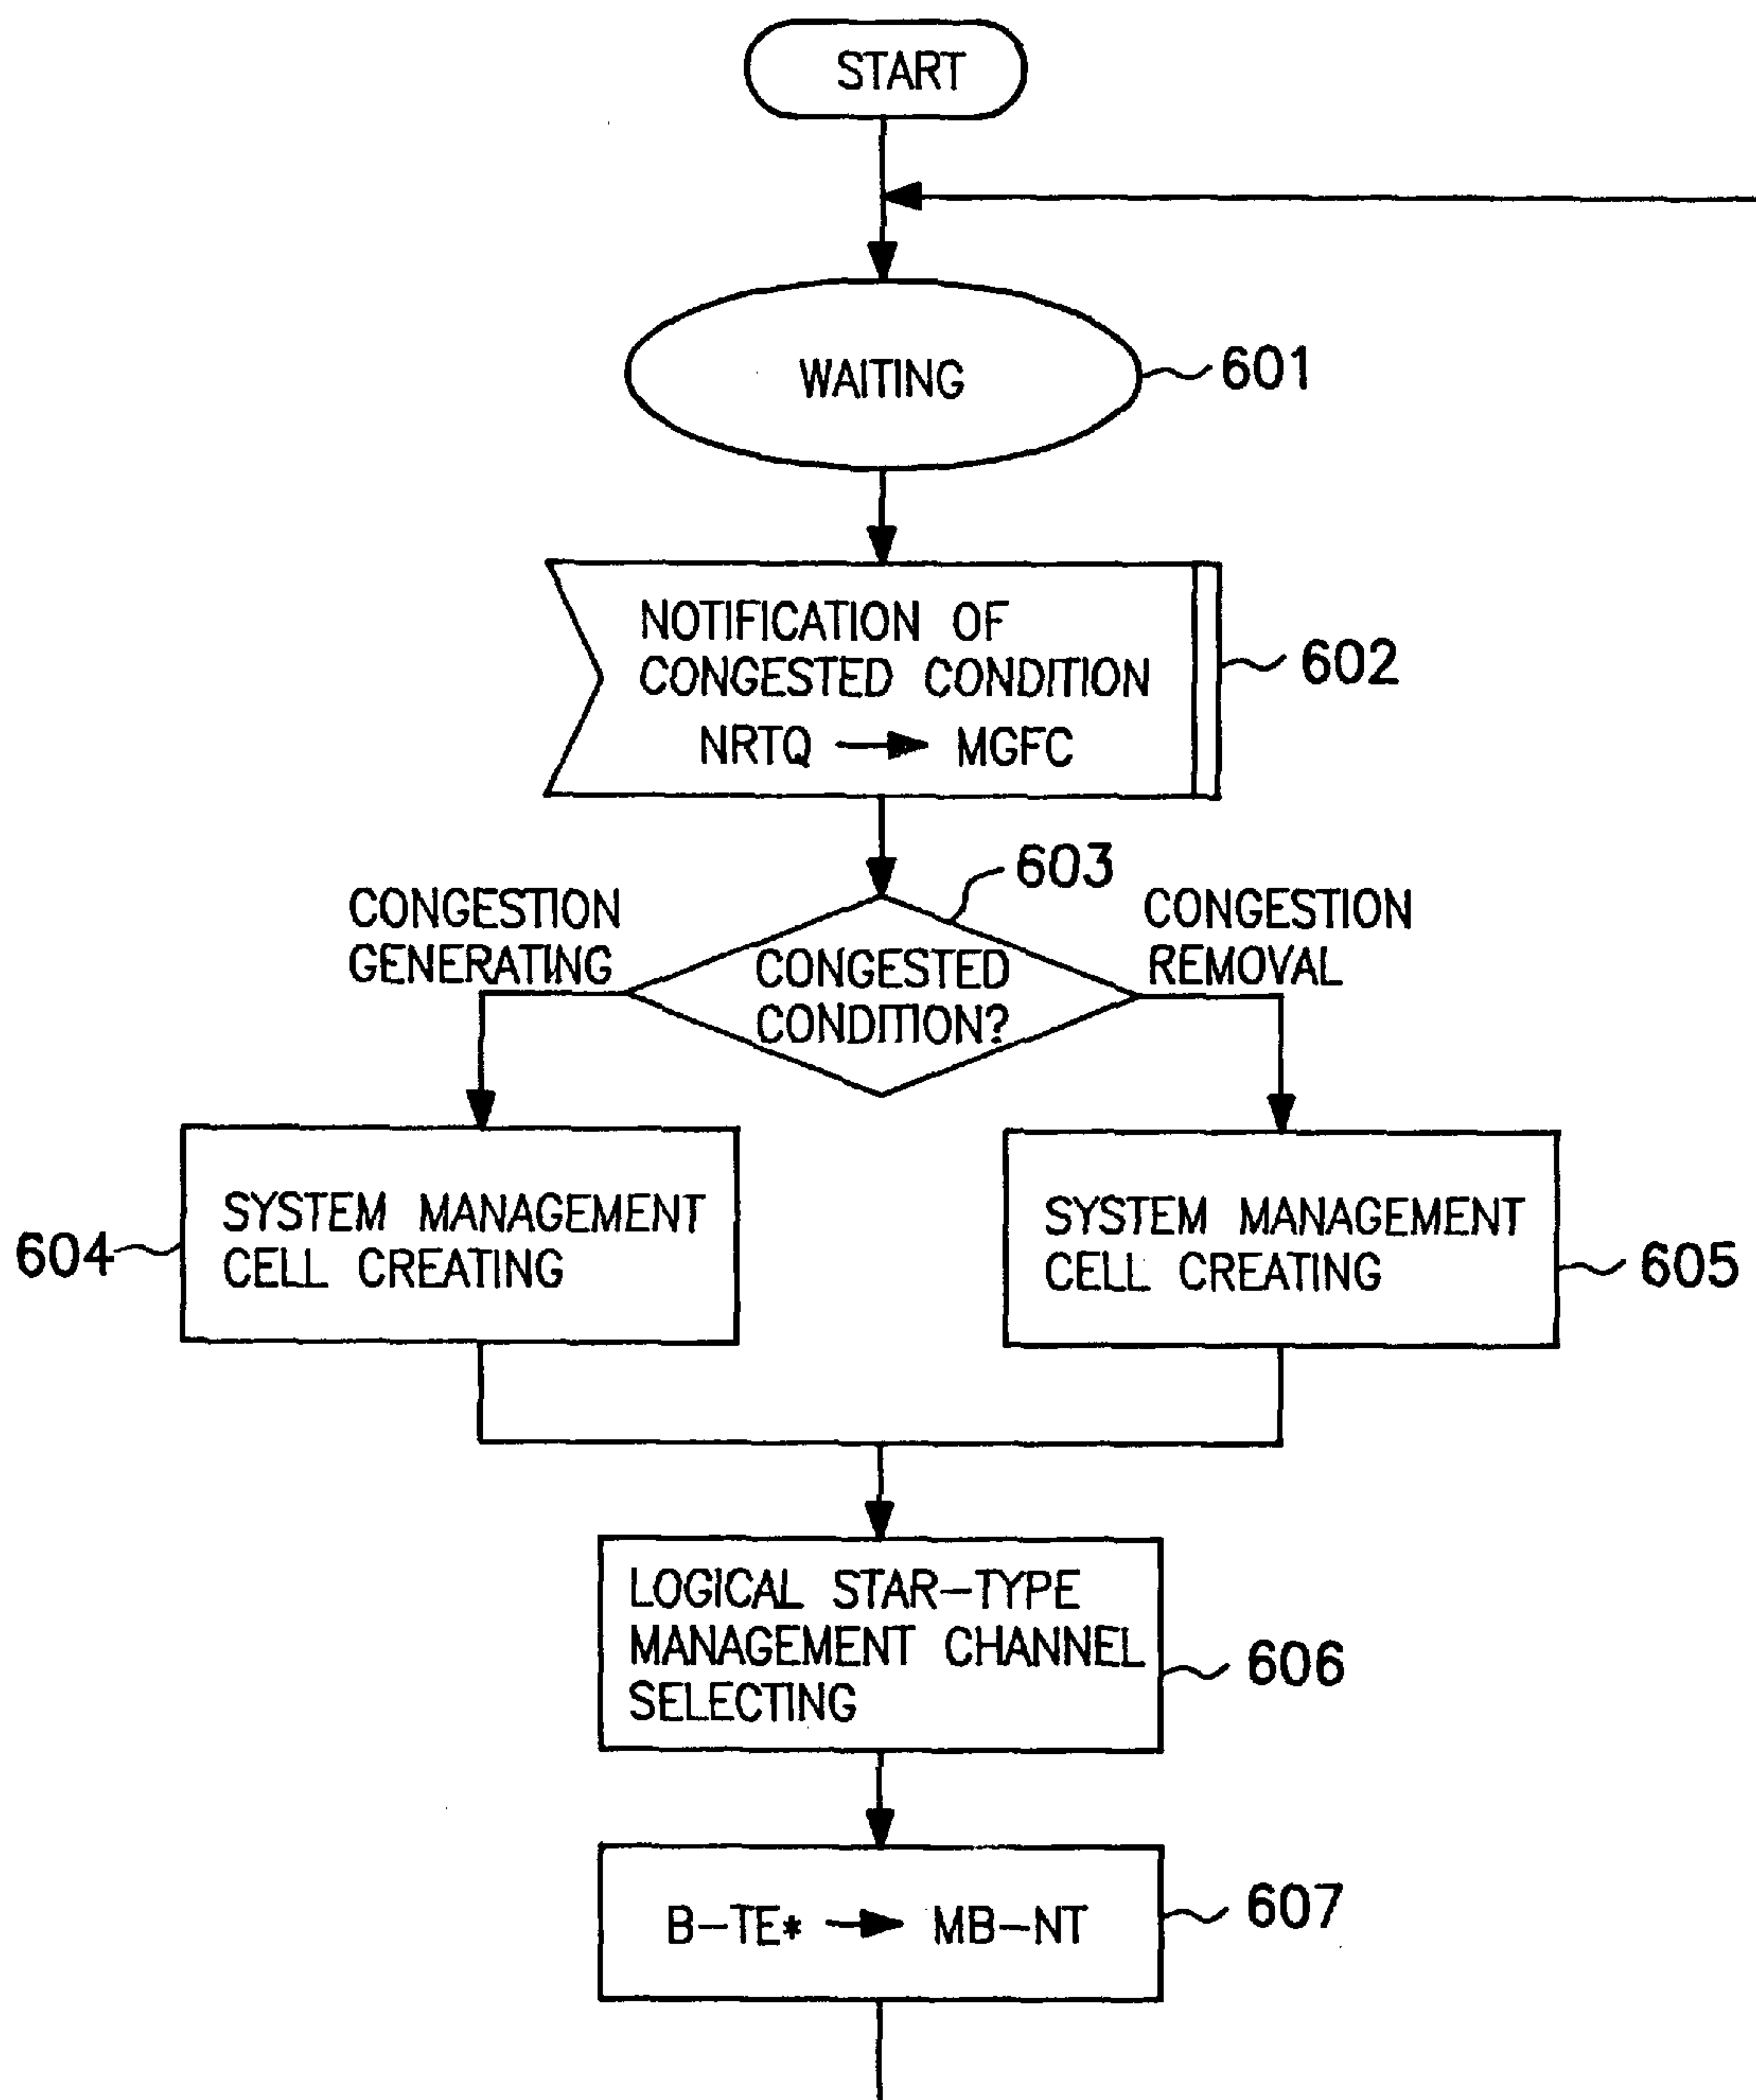 START
WAITING
601
NOTIFICATION OF
CONGESTED CONDITION
NRTQ → MGFC
602
603
CONGESTION
GENERATING
CONGESTION
REMOVAL
CONGESTED
CONDITION?
SYSTEM MANAGEMENT
CELL CREATING
604
SYSTEM MANAGEMENT
CELL CREATING
605
LOGICAL STAR-TYPE
MANAGEMENT CHANNEL
SELECTING
606
B-TE* → MB-NT
607